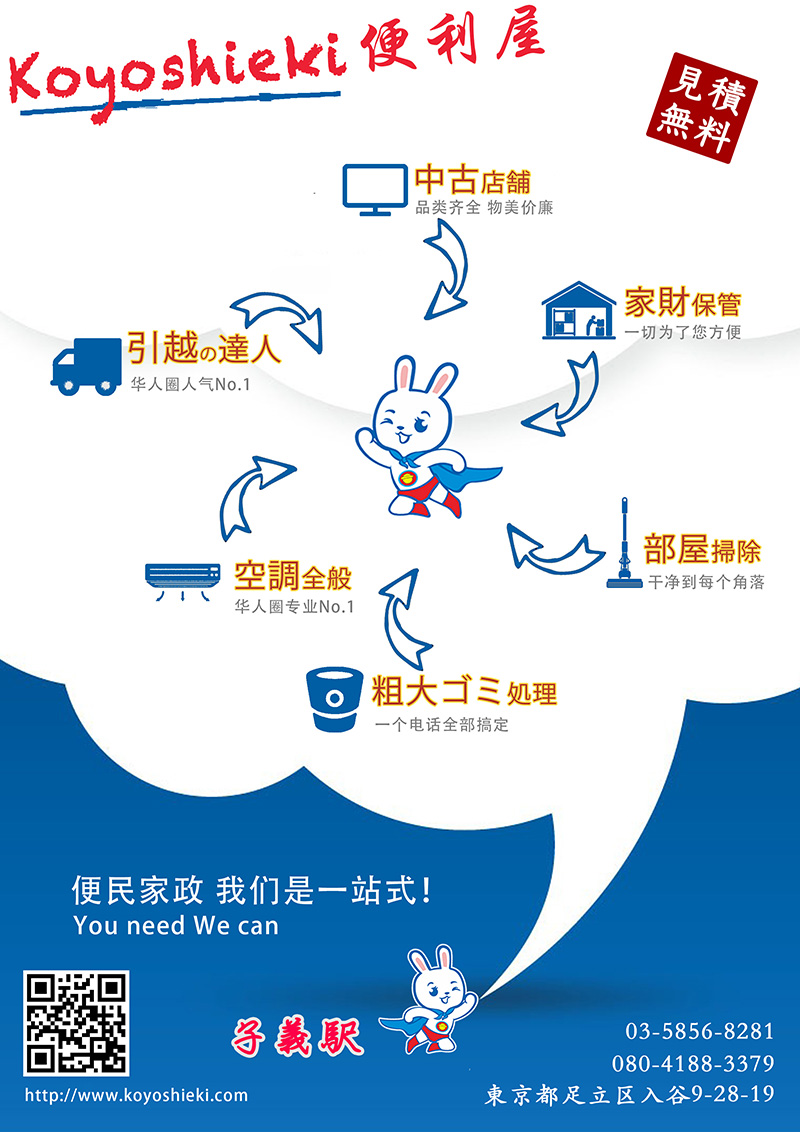 Koyoshieki 便利屋
見積
無料
中古店舗
品类齐全 物美价廉
家財保管
一切为了您方便
引越の達人
华人圈人气No.1
部屋掃除
干净到每个角落
空調全般
华人圈专业No.1
粗大ゴミ処理
一个电话全部搞定
便民家政 我们是一站式!
You need We can
子義駅
03-5856-8281
080-4188-3379
東京都足立区入谷9-28-19
http://www.koyoshieki.com